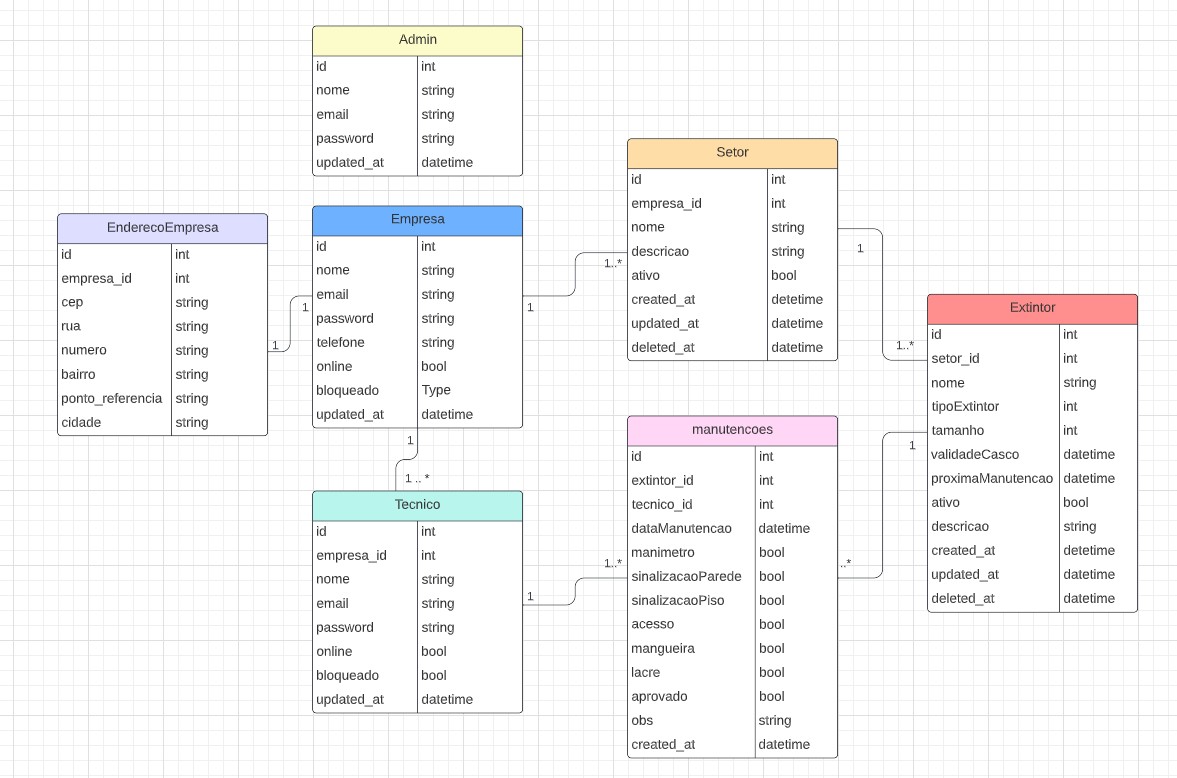 Admin
id int
nome string
email string
password string
updated_at datetime
EnderecoEmpresa
id int
empresa_id int
cep string
rua string
numero string
bairro string
ponto_referencia string
cidade string
1
1
Empresa
id int
nome string
email string
password string
telefone string
online bool
bloqueado Type
updated_at datetime
1
1..*
1
1 .. *
Setor
id int
empresa_id int
nome string
descricao string
ativo bool
created_at detetime
updated_at datetime
deleted_at datetime
1
1..*
Tecnico
id int
empresa_id int
nome string
email string
password string
online bool
bloqueado bool
updated_at datetime
1
1..*
manutencoes
id int
extintor_id int
tecnico_id int
dataManutencao datetime
manimetro bool
sinalizacaoParede bool
sinalizacaoPiso bool
acesso bool
mangueira bool
lacre bool
aprovado bool
obs string
created_at datetime
..*
1
Extintor
id int
setor_id int
nome string
tipoExtintor int
tamanho int
validadeCasco datetime
proximaManutencao datetime
ativo bool
descricao string
created_at detetime
updated_at datetime
deleted_at datetime